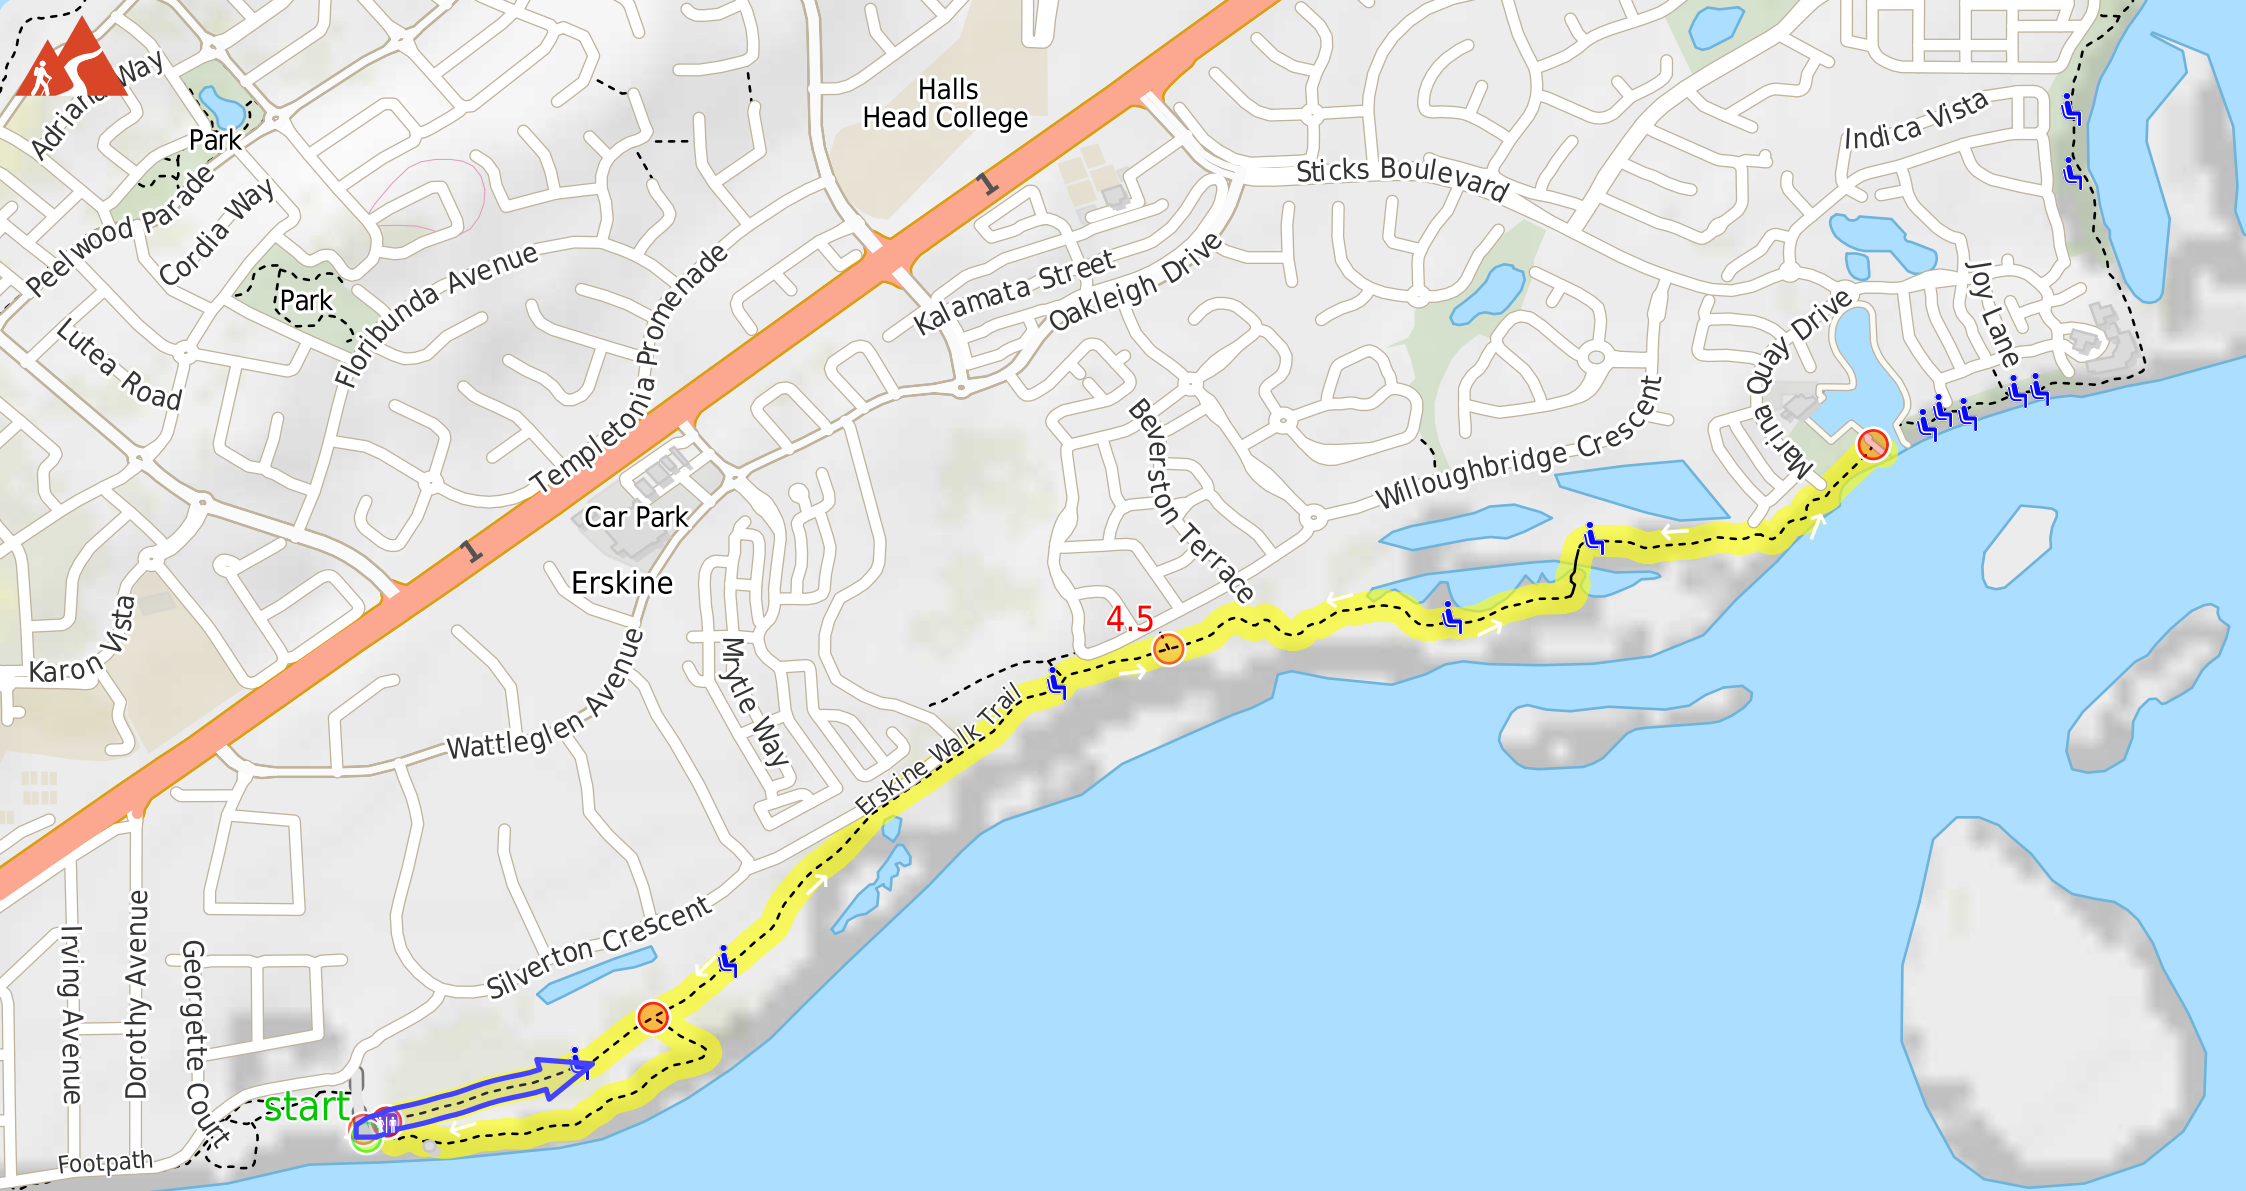 Adriana Way
Park
Peelwood Parade
Cordia Way
Park
Lutea Road
Floribunda Avenue
Templetonia Promenade
Halls
Head College
1
Kalamata Street
Oakleigh Drive
Sticks Boulevard
Indica Vista
Joy Lane
Marina Quay Drive
Willoughbridge Crescent
Beverston Terrace
Car Park
1
Erskine
Karon Vista
Wattleglen Avenue
Mrytle Way
4.5
Erskine Walk Trail
Silverton Crescent
Irving Avenue
Dorothy Avenue
Georgette Court
start
Footpath